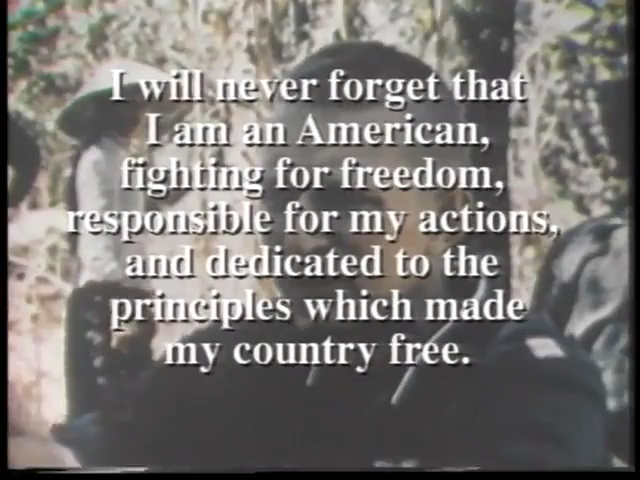 I will never forget that
I am an American,
fighting for freedom,
responsible for my actions,
and dedicated to the
principles which made
my country free.